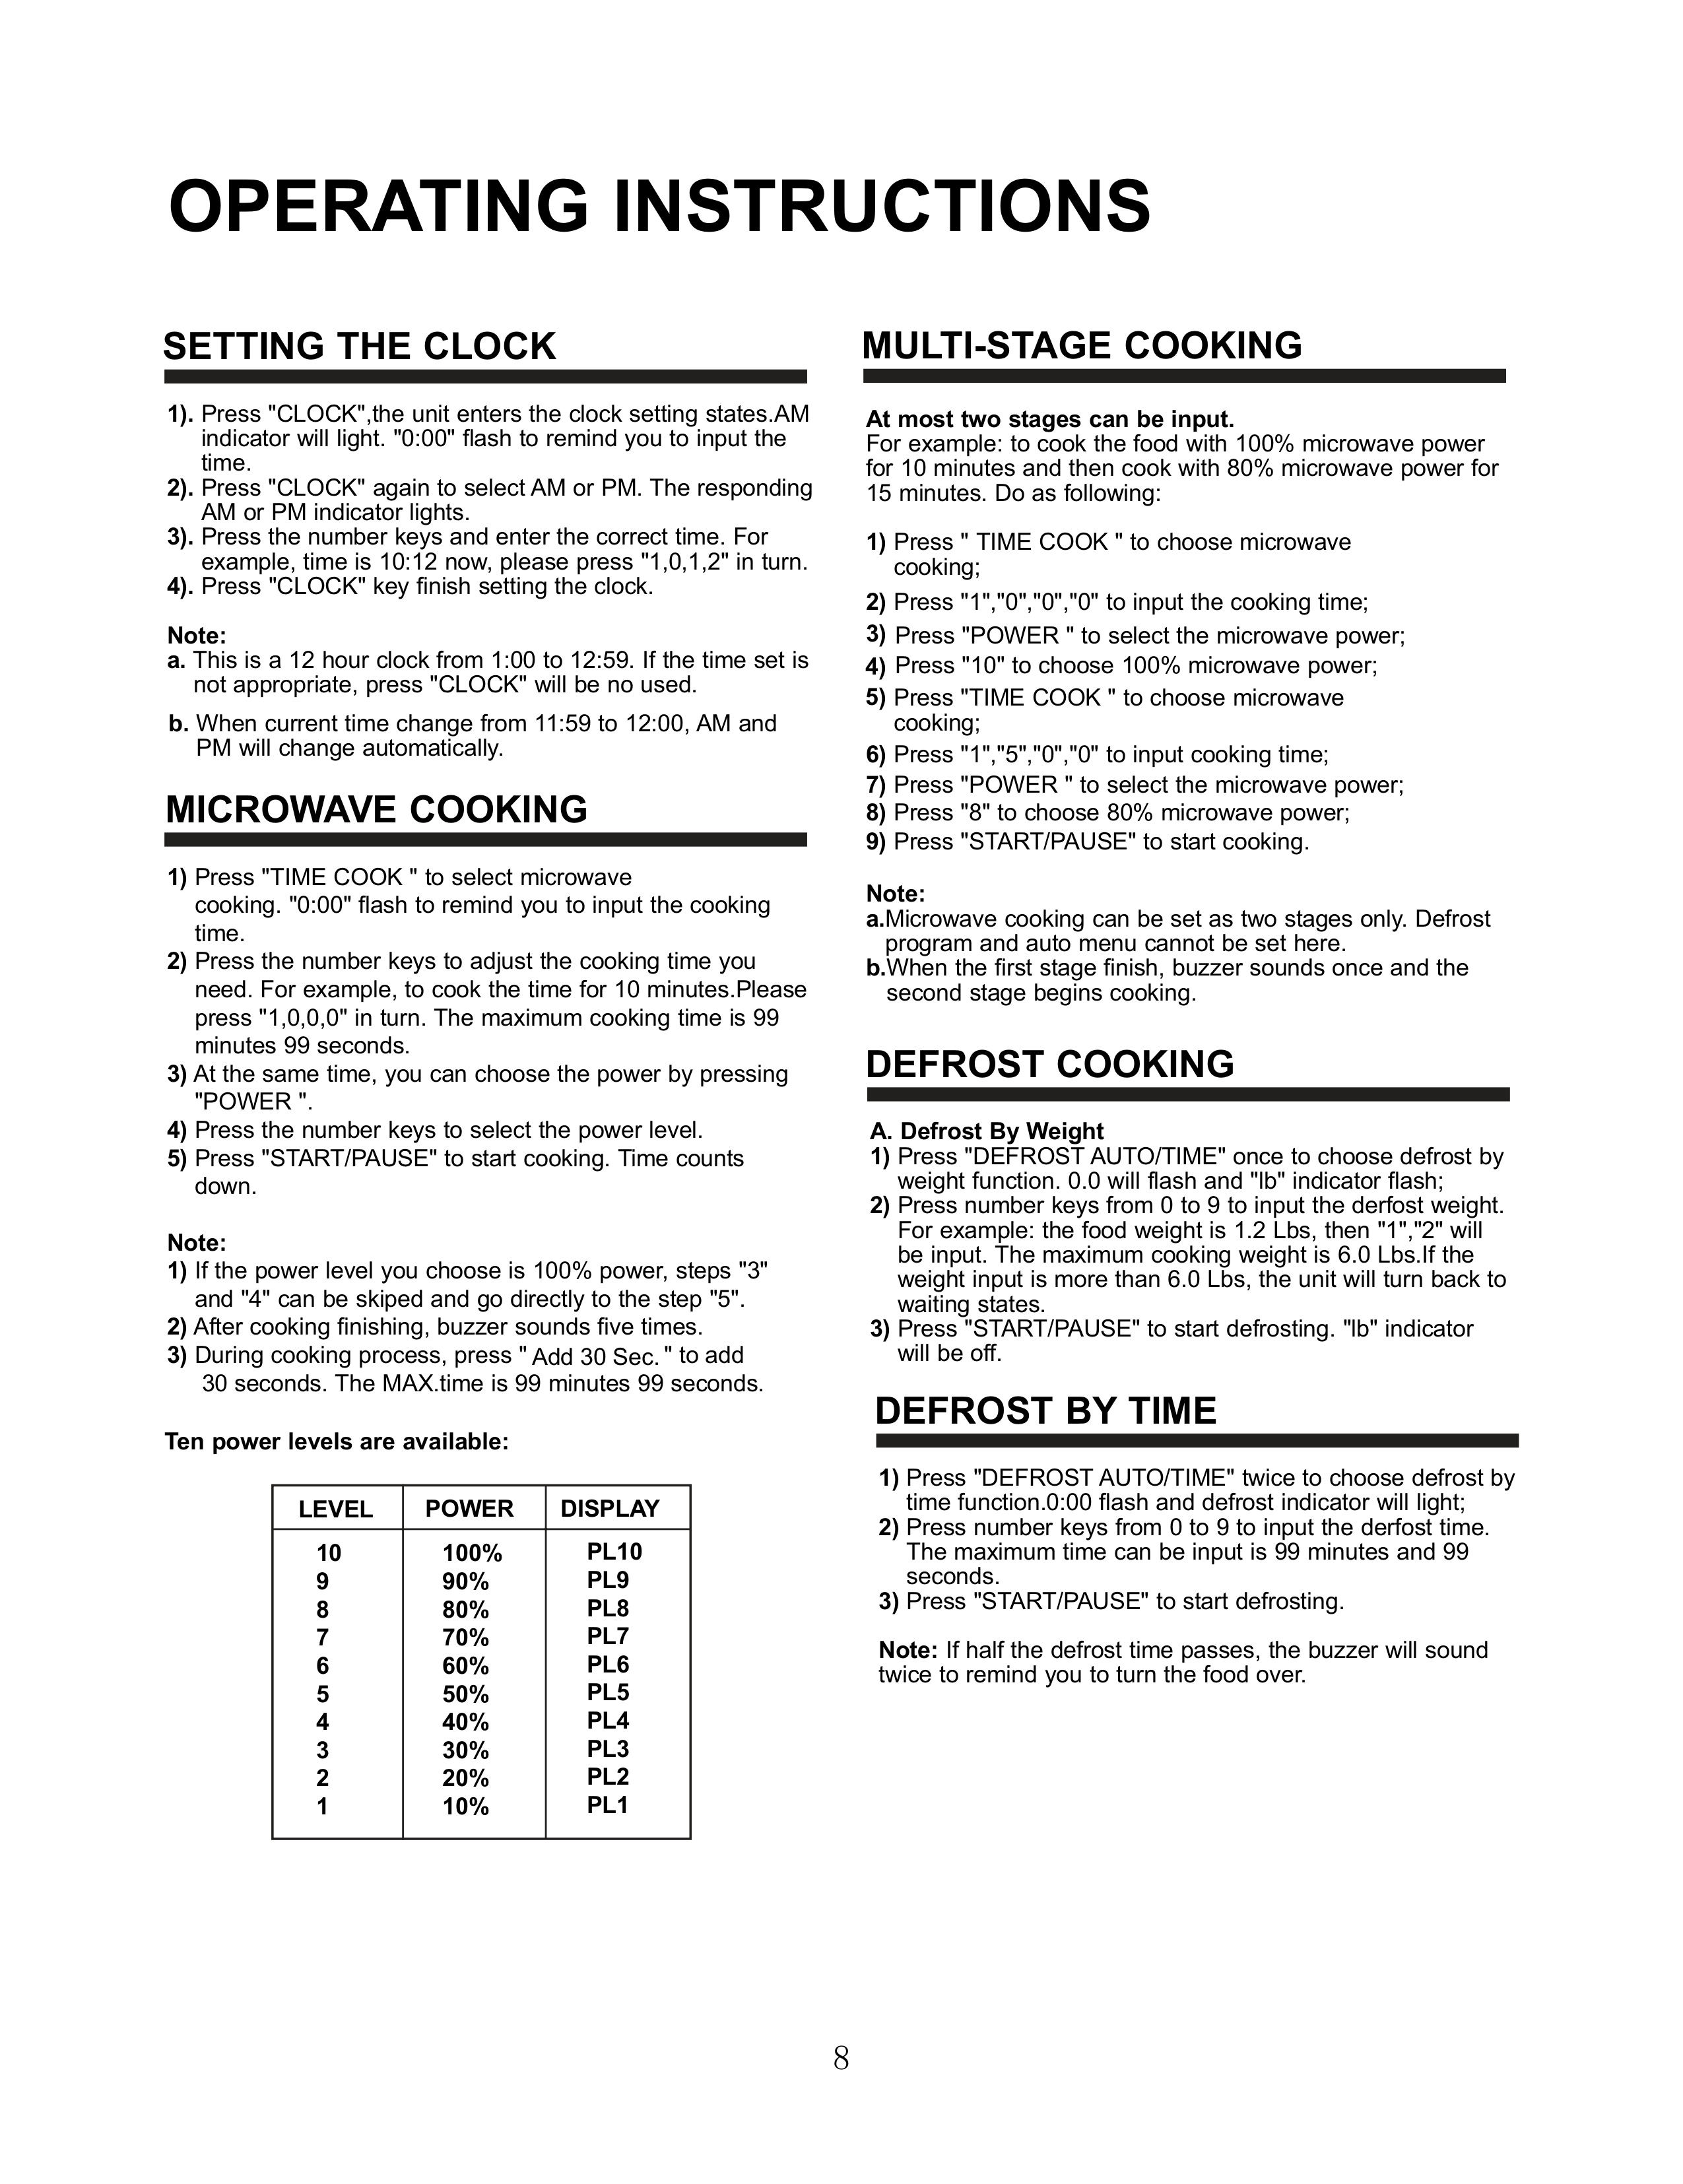 OPERATING INSTRUCTIONS
SETTING THE CLOCK
1). Press "CLOCK",the unit enters the clock setting states.AM
indicator will light. "0:00" flash to remind you to input the
time.
2). Press "CLOCK" again to select AM or PM. The responding
AM or PM indicator lights.
3). Press the number keys and enter the correct time. For
example, time is 10:12 now, please press "1,0,1,2" in turn.
4). Press "CLOCK" key finish setting the clock.
Note:
a. This is a 12 hour clock from 1:00 to 12:59. If the time set is
not appropriate, press "CLOCK" will be no used.
b. When current time change from 11:59 to 12:00, AM and
PM will change automatically.
MICROWAVE COOKING
1) Press "TIME COOK " to select microwave
cooking. "0:00" flash to remind you to input the cooking
time.
2) Press the number keys to adjust the cooking time you
need. For example, to cook the time for 10 minutes.Please
press "1,0,0,0" in turn. The maximum cooking time is 99
minutes 99 seconds.
3) At the same time, you can choose the power by pressing
"POWER ".
4) Press the number keys to select the power level.
5) Press "START/PAUSE" to start cooking. Time counts
down.
Note:
1) If the power level you choose is 100% power, steps "3"
and "4" can be skiped and go directly to the step "5".
2) After cooking finishing, buzzer sounds five times.
3) During cooking process, press " Add 30 Sec. " to add
30 seconds. The MAX.time is 99 minutes 99 seconds.
Ten power levels are available:
LEVEL POWER DISPLAY
10 100% PL10
9 90% PL9
8 80% PL8
7 70% PL7
6 60% PL6
5 50% PL5
4 40% PL4
3 30% PL3
2 20% PL2
1 10% PL1
MULTI-STAGE COOKING
At most two stages can be input.
For example: to cook the food with 100% microwave power
for 10 minutes and then cook with 80% microwave power for
15 minutes. Do as following:
1) Press " TIME COOK " to choose microwave
cooking;
2) Press "1","0","0","0" to input the cooking time;
3) Press "POWER " to select the microwave power;
4) Press "10" to choose 100% microwave power;
5) Press "TIME COOK " to choose microwave
cooking;
6) Press "1","5","0","0" to input cooking time;
7) Press "POWER " to select the microwave power;
8) Press "8" to choose 80% microwave power;
9) Press "START/PAUSE" to start cooking.
Note:
a.Microwave cooking can be set as two stages only. Defrost
program and auto menu cannot be set here.
b.When the first stage finish, buzzer sounds once and the
second stage begins cooking.
DEFROST COOKING
A. Defrost By Weight
1) Press "DEFROST AUTO/TIME" once to choose defrost by
weight function. 0.0 will flash and "lb" indicator flash;
2) Press number keys from 0 to 9 to input the derfost weight.
For example: the food weight is 1.2 Lbs, then "1","2" will
be input. The maximum cooking weight is 6.0 Lbs.If the
weight input is more than 6.0 Lbs, the unit will turn back to
waiting states.
3) Press "START/PAUSE" to start defrosting. "lb" indicator
will be off.
DEFROST BY TIME
1) Press "DEFROST AUTO/TIME" twice to choose defrost by
time function.0:00 flash and defrost indicator will light;
2) Press number keys from 0 to 9 to input the derfost time.
The maximum time can be input is 99 minutes and 99
seconds.
3) Press "START/PAUSE" to start defrosting.
Note: If half the defrost time passes, the buzzer will sound
twice to remind you to turn the food over.
8